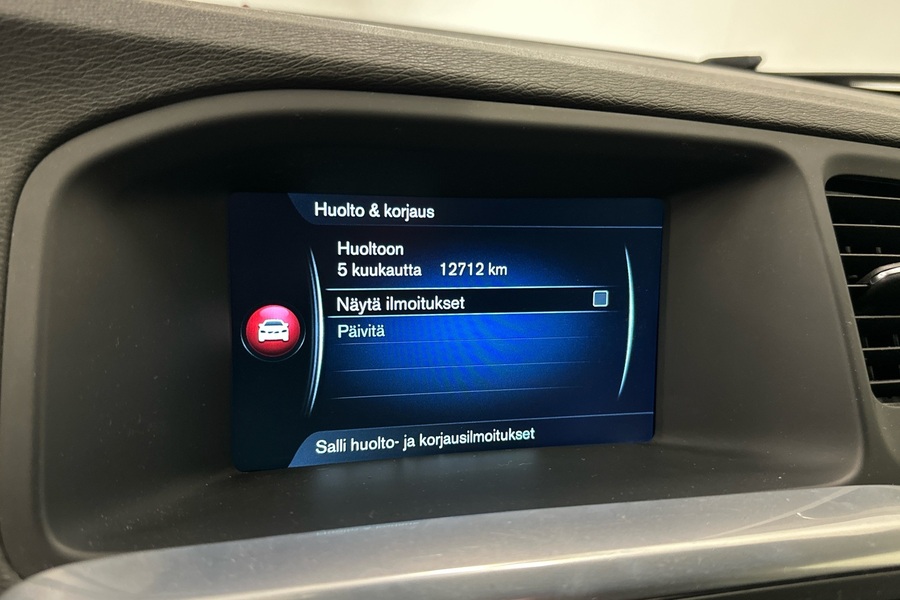 Huolto & korjaus
Huoltoon
5 kuukautta 12712 km
Näytä ilmoitukset
Päivitä
Salli huolto- ja korjausilmoitukset